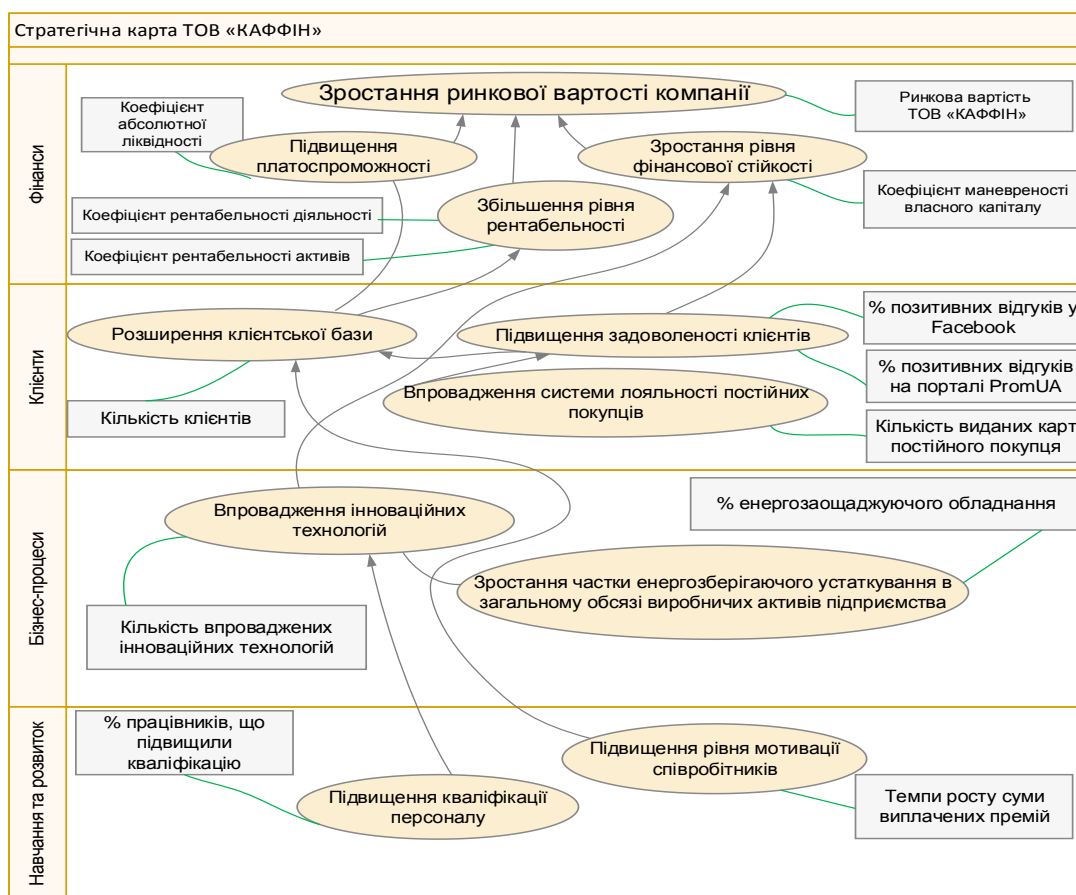 Стратегічна карта ТОВ «КАФФІН»
Фінанси
Зростання ринкової вартості компанії
Ринкова вартість
ТОВ «КАФФІН»
Коефіцієнт
абсолютної
ліквідності
Підвищення
платоспроможності
Зростання рівня
фінансової стійкості
Коефіцієнт маневреності
власного капіталу
Коефіцієнт рентабельності діяльності
Збільшення рівня
рентабельності
Коефіцієнт рентабельності активів
Клієнти
Розширення клієнтської бази
Підвищення задоволеності клієнтів
% позитивних відгуків у
Facebook
% позитивних відгуків
на порталі PromUA
Впровадження системи лояльності постійних
покупців
Кількість клієнтів
Кількість виданих карт
постійного покупця
Бізнес-процеси
Впровадження інноваційних
технологій
% енергозаощаджуючого обладнання
Зростання частки енергозберігаючого устаткування в
загальному обсязі виробничих активів підприємства
Кількість впроваджених
інноваційних технологій
Навчання та розвиток
% працівників, що
підвищили
кваліфікацію
Підвищення рівня мотивації
співробітників
Підвищення кваліфікації
персоналу
Темпи росту суми
виплачених премій